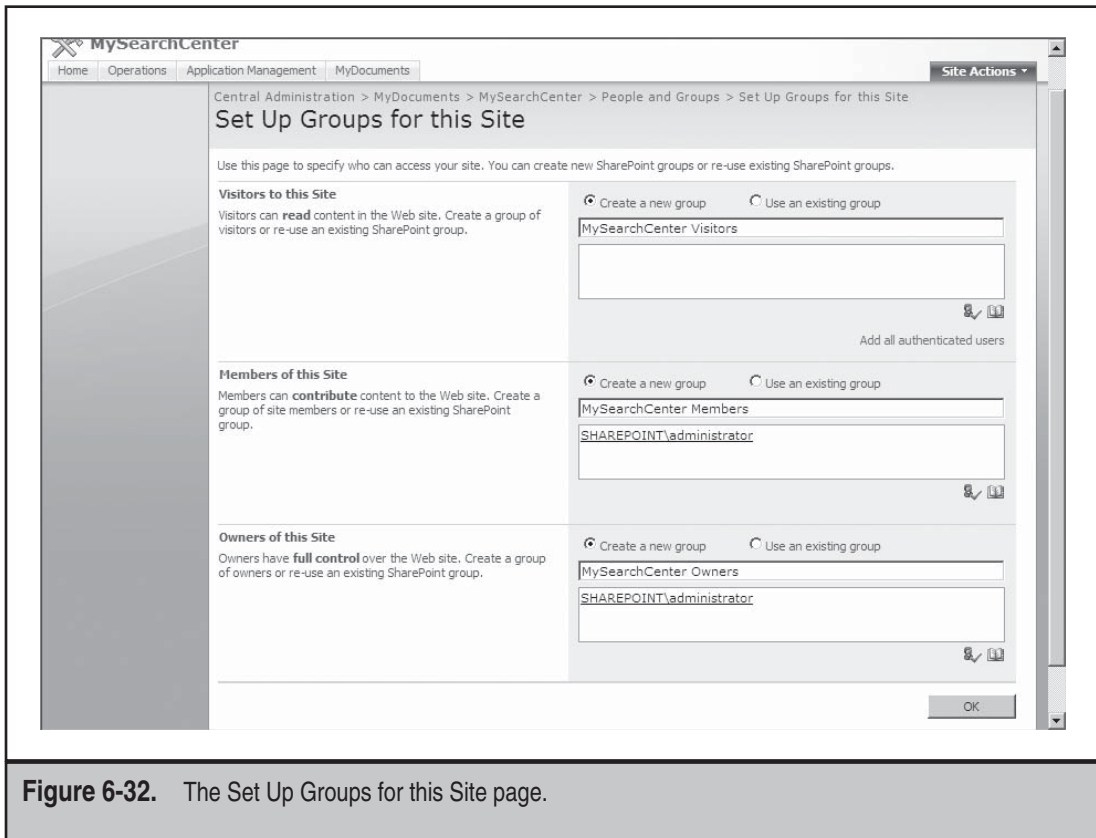 MySearchCenter
Home Operations Application Management MyDocuments Site Actions
Central Administration > MyDocuments > MySearchCenter > People and Groups > Set Up Groups for this Site
Set Up Groups for this Site
Use this page to specify who can access your site. You can create new SharePoint groups or re-use existing SharePoint groups.
Visitors to this Site
Visitors can read content in the Web site. Create a group of
visitors or re-use an existing SharePoint group.
Create a new group Use an existing group
MySearchCenter Visitors
Add all authenticated users
Members of this Site
Members can contribute content to the Web site. Create a
group of site members or re-use an existing SharePoint
group.
Create a new group Use an existing group
MySearchCenter Members
SHAREPOINT\administrator
Owners of this Site
Owners have full control over the Web site. Create a group
of owners or re-use an existing SharePoint group.
Create a new group Use an existing group
MySearchCenter Owners
SHAREPOINT\administrator
OK
Figure 6-32. The Set Up Groups for this Site page.